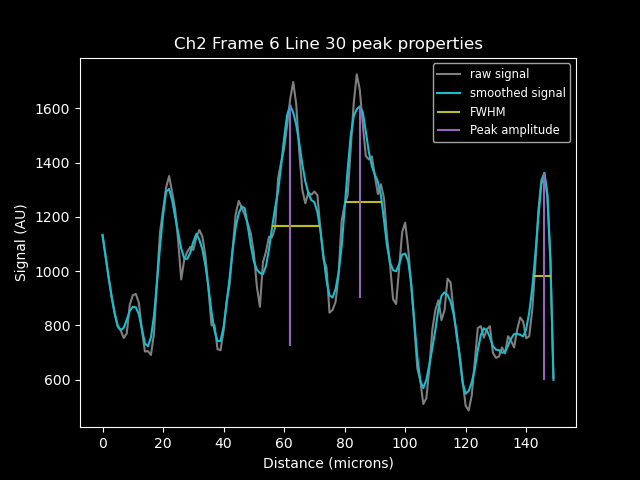 Ch2 Frame 6 Line 30 peak properties
raw signal
smoothed signal
FWHM
Peak amplitude
Signal (AU)
1600
1400
1200
1000
800
600
0 20 40 60 80 100 120 140
Distance (microns)